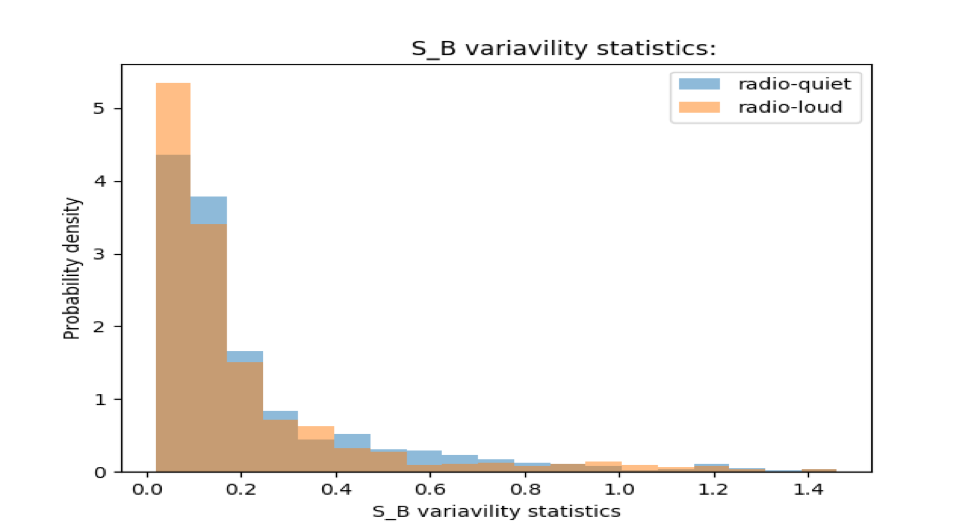 S_B variavility statistics:
radio-quiet
radio-loud
Probability density
5
4
3
2
1
0
0.0 0.2 0.4 0.6 0.8 1.0 1.2 1.4
S_B variavility statistics